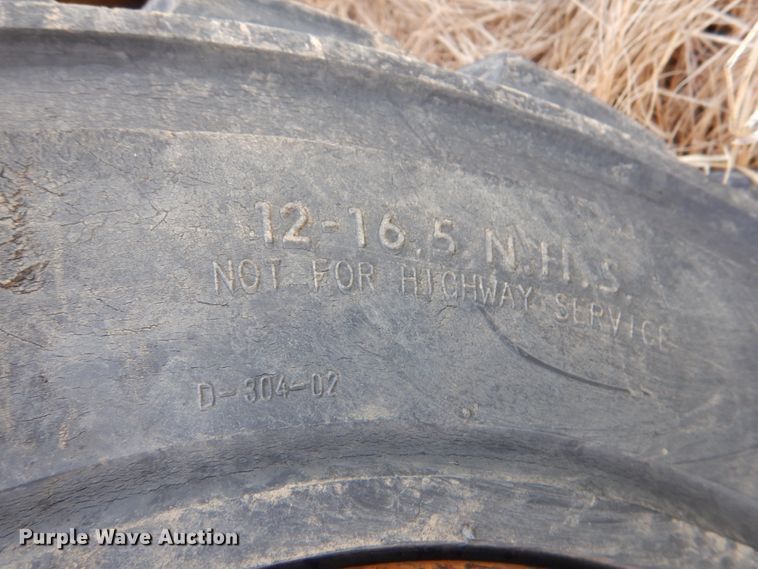 12-16.5 N.H.S.
NOT FOR HIGHWAY SERVICE
D-304-02
Purple Wave Auction